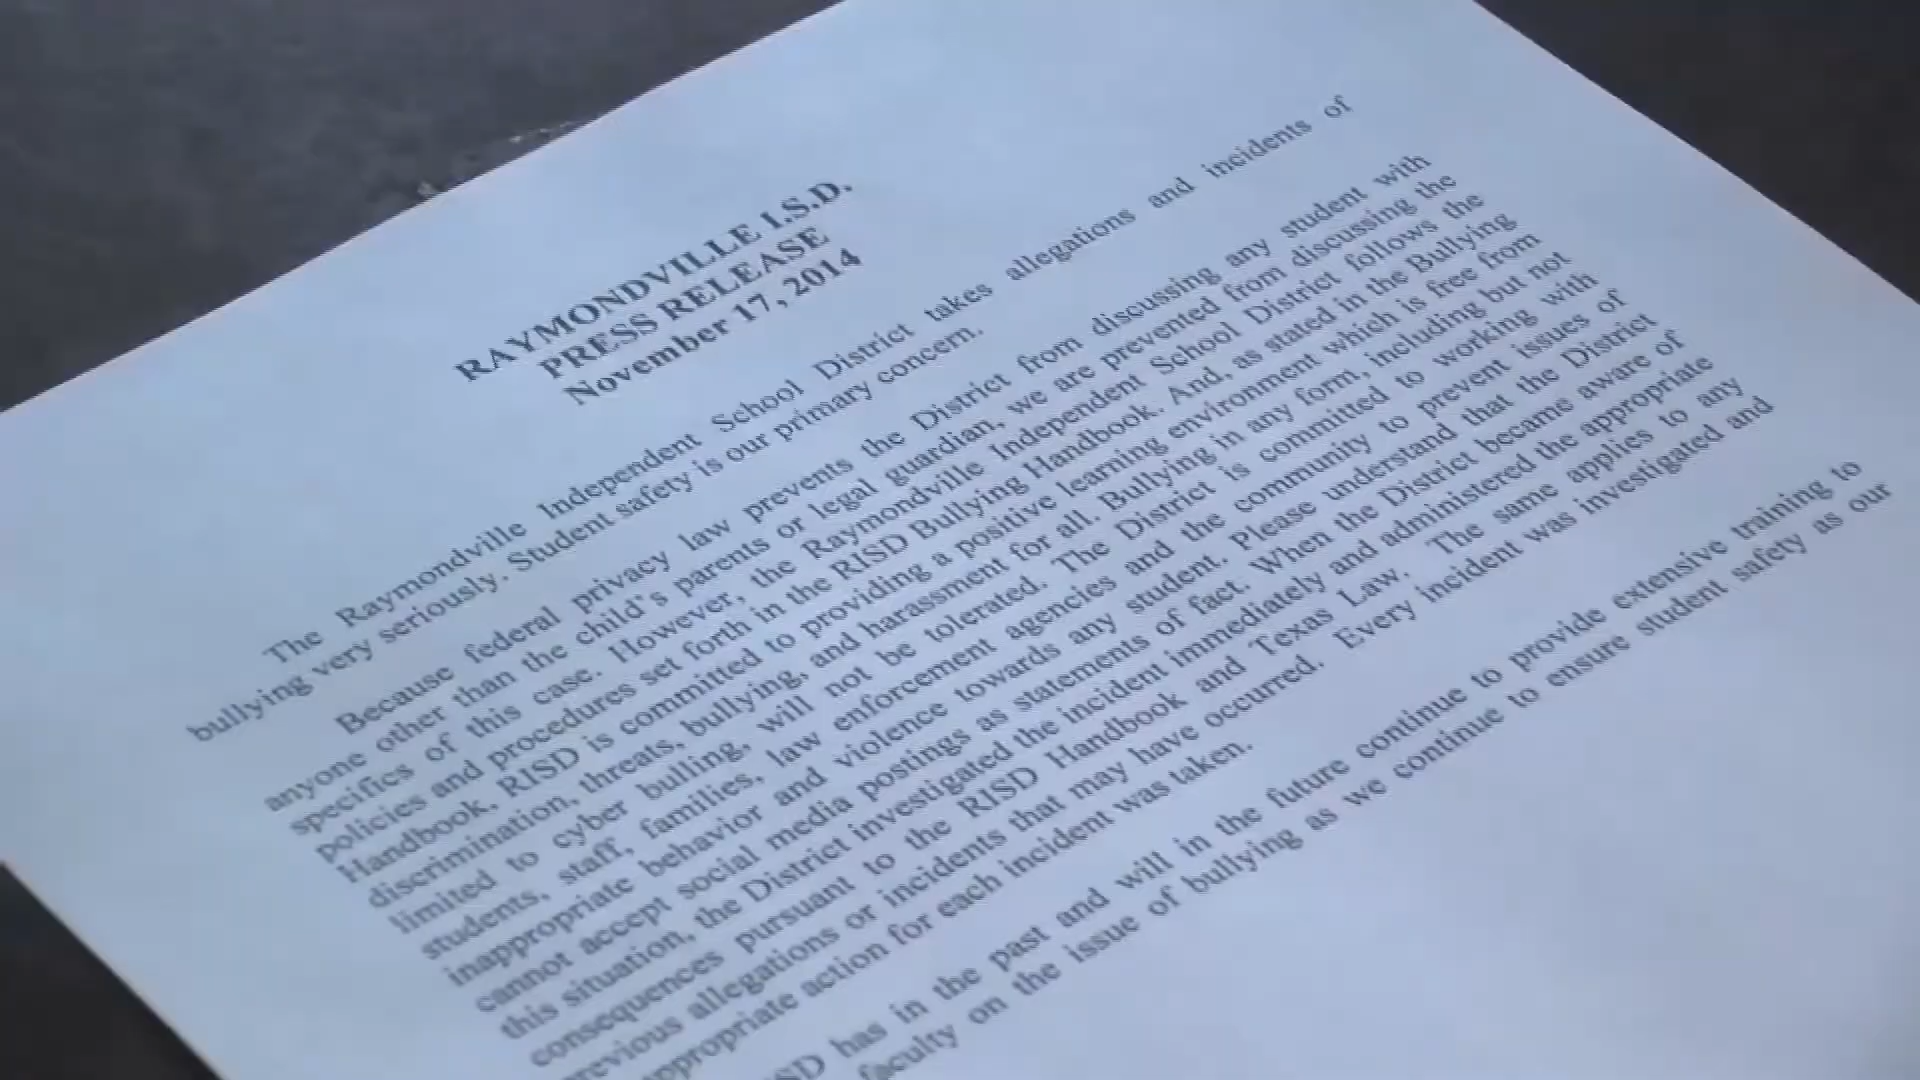 RAYMONDVILLE I.S.D.
PRESS RELEASE
November 17, 2014
The Raymondville Independent School District takes allegations and incidents of
bullying very seriously. Student safety is our primary concern.
Because federal privacy law prevents the District from discussing any student with
anyone other than the child's parents or legal guardian, we are prevented from discussing the
specifics of this case. However, the Raymondville Independent School District follows the
policies and procedures set forth in the RISD Bullying Handbook. And, as stated in the Bullying
Handbook, RISD is committed to providing a positive learning environment which is free from
discrimination, threats, bullying, and harassment for all. Bullying in any form, including but not
limited to cyber bulling, will not be tolerated. The District is committed to working with
students, staff, families, law enforcement agencies and the community to prevent issues of
inappropriate behavior and violence towards any student. Please understand that the District
cannot accept social media postings as statements of fact. When the District became aware of
this situation, the District investigated the incident immediately and administered the appropriate
consequences pursuant to the RISD Handbook and Texas Law. The same applies to any
previous allegations or incidents that may have occurred. Every incident was investigated and
appropriate action for each incident was taken.
RISD has in the past and will in the future continue to provide extensive training to
faculty on the issue of bullying as we continue to ensure student safety as our